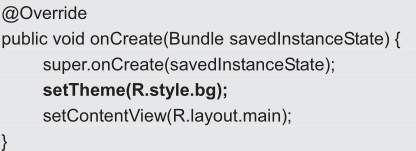 @Override
public void onCreate(Bundle savedInstanceState) {
super.onCreate(savedInstanceState);
setTheme(R.style.bg);
setContentView(R.layout.main);
}